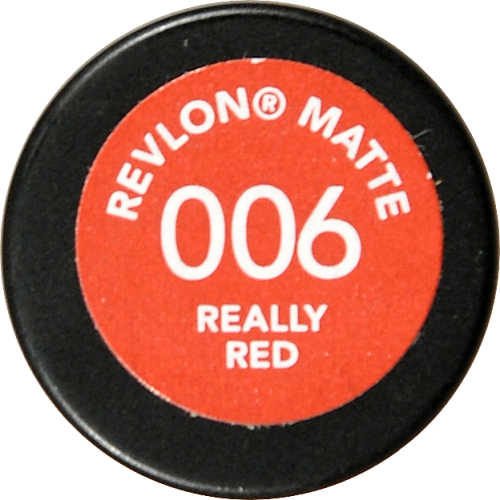 REVLON® MATTE
006
REALLY
RED